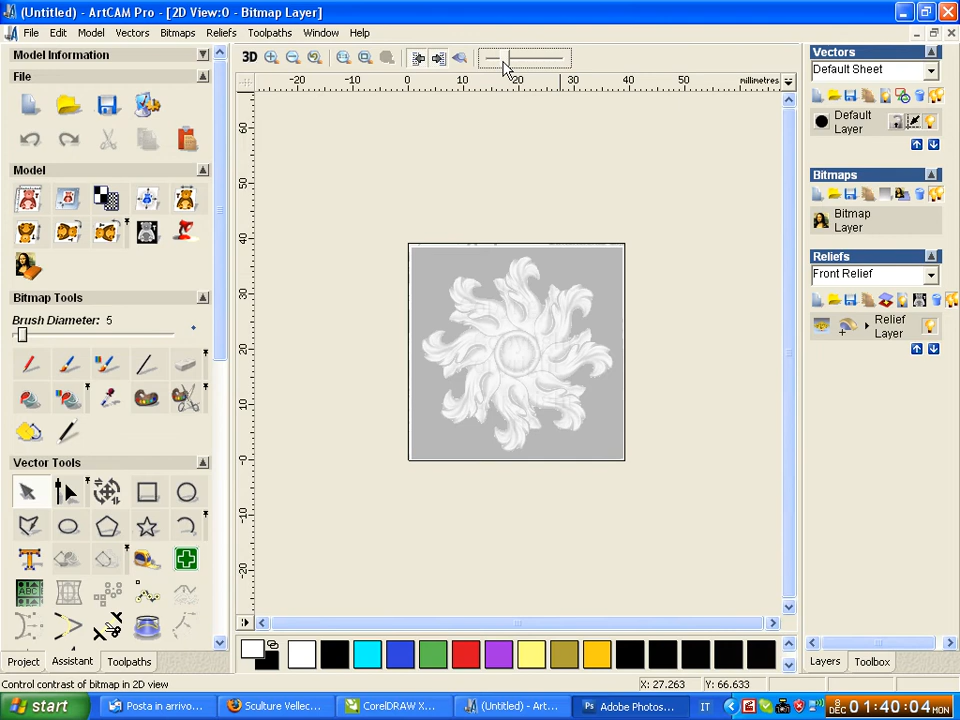 (Untitled) - ArtCAM Pro - [2D View:0 - Bitmap Layer]
File Edit Model Vectors Bitmaps Reliefs Toolpaths Window Help
Model Information
File
Model
Bitmap Tools
Brush Diameter: 5
Vector Tools
ABC
Project Assistant Toolpaths
3D
-20 -10 0 10 20 30 40 50 millimetres
60
50
40
30
20
10
-0
-10
-20
Vectors
Default Sheet
Default Layer
Bitmaps
Bitmap Layer
Reliefs
Front Relief
Relief Layer
Layers Toolbox
Control contrast of bitmap in 2D view
X: 27.263 Y: 66.633
start
Posta in arrivo...
Sculture Vellec...
CorelDRAW X...
(Untitled) - Art...
Adobe Photos...
IT
8 DEC 01:40:04 MON